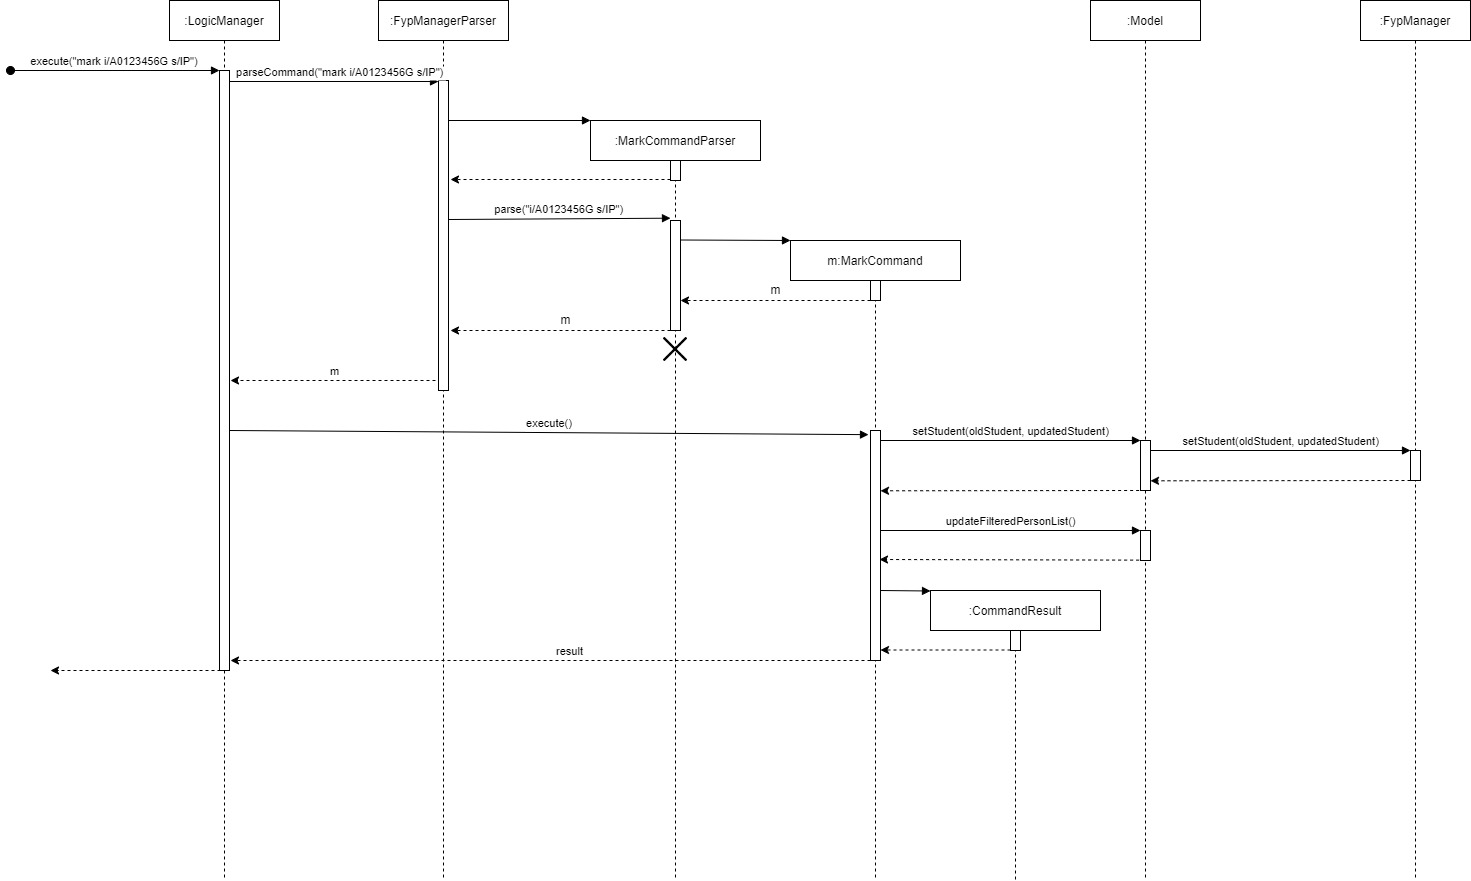 :LogicManager
:FypManagerParser
:Model
:FypManager
execute("mark i/A0123456G s/IP")
parseCommand("mark i/A0123456G s/IP")
:MarkCommandParser
parse("i/A0123456G s/IP")
m:MarkCommand
m
m
m
execute()
setStudent(oldStudent, updatedStudent)
setStudent(oldStudent, updatedStudent)
updateFilteredPersonList()
:CommandResult
result